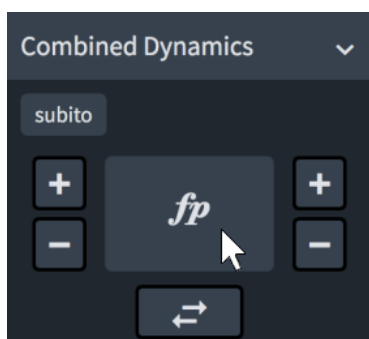 Combined Dynamics
subito
+ fp +
− −